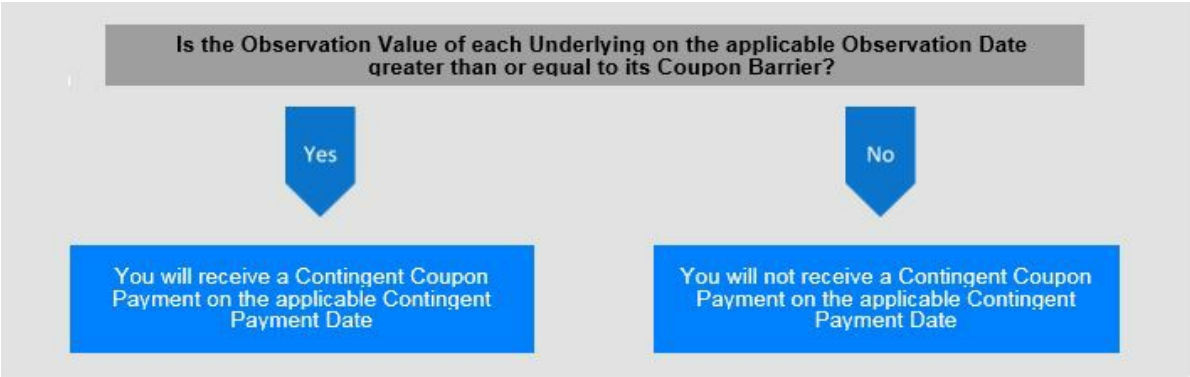 Is the Observation Value of each Underlying on the applicable Observation Date
greater than or equal to its Coupon Barrier?
Yes
No
You will receive a Contingent Coupon
Payment on the applicable Contingent
Payment Date
You will not receive a Contingent Coupon
Payment on the applicable Contingent
Payment Date